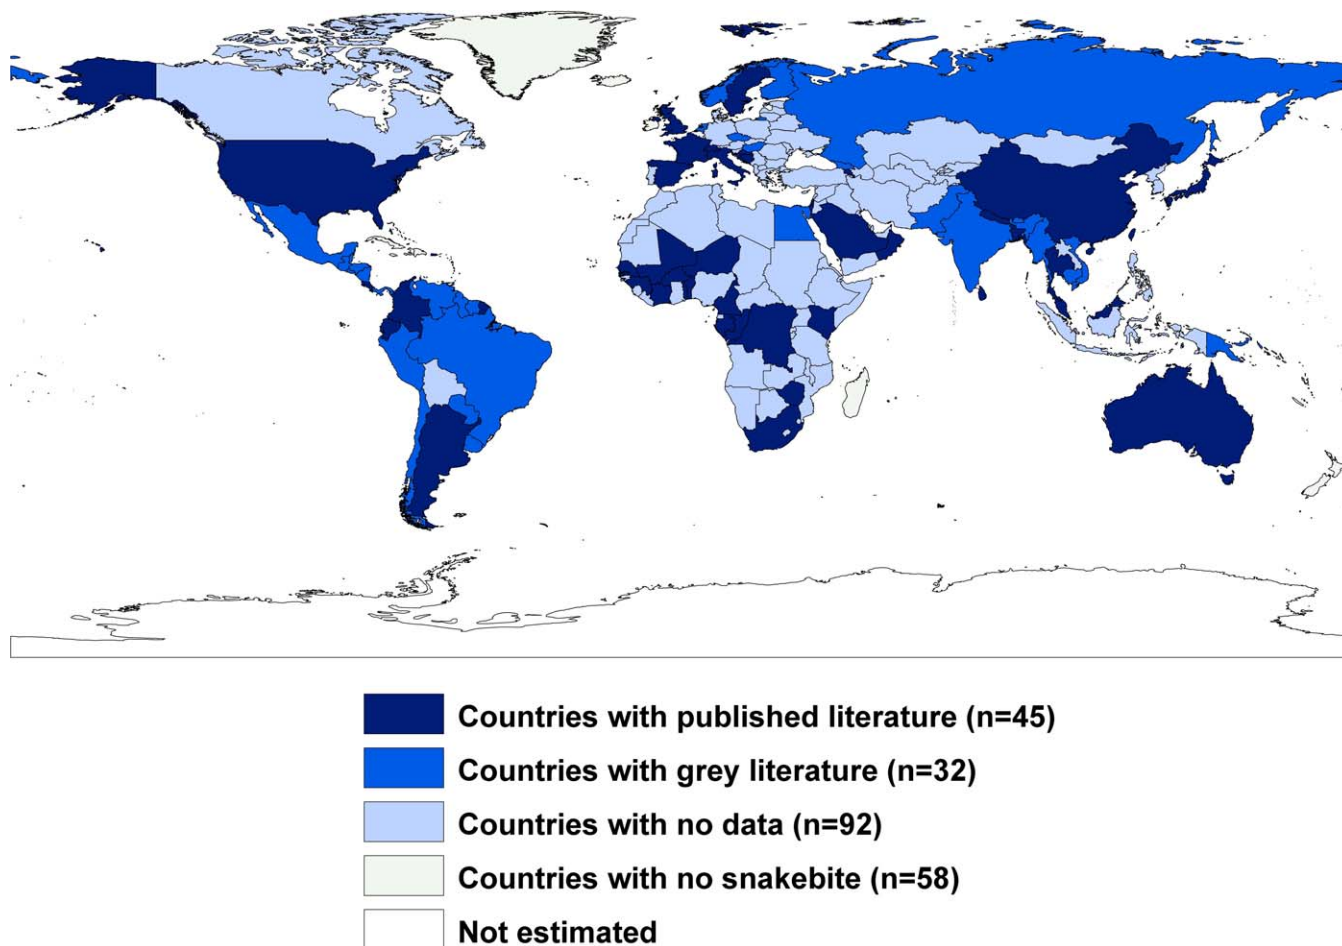 Countries with published literature (n=45)
Countries with grey literature (n=32)
Countries with no data (n=92)
Countries with no snakebite (n=58)
Not estimated